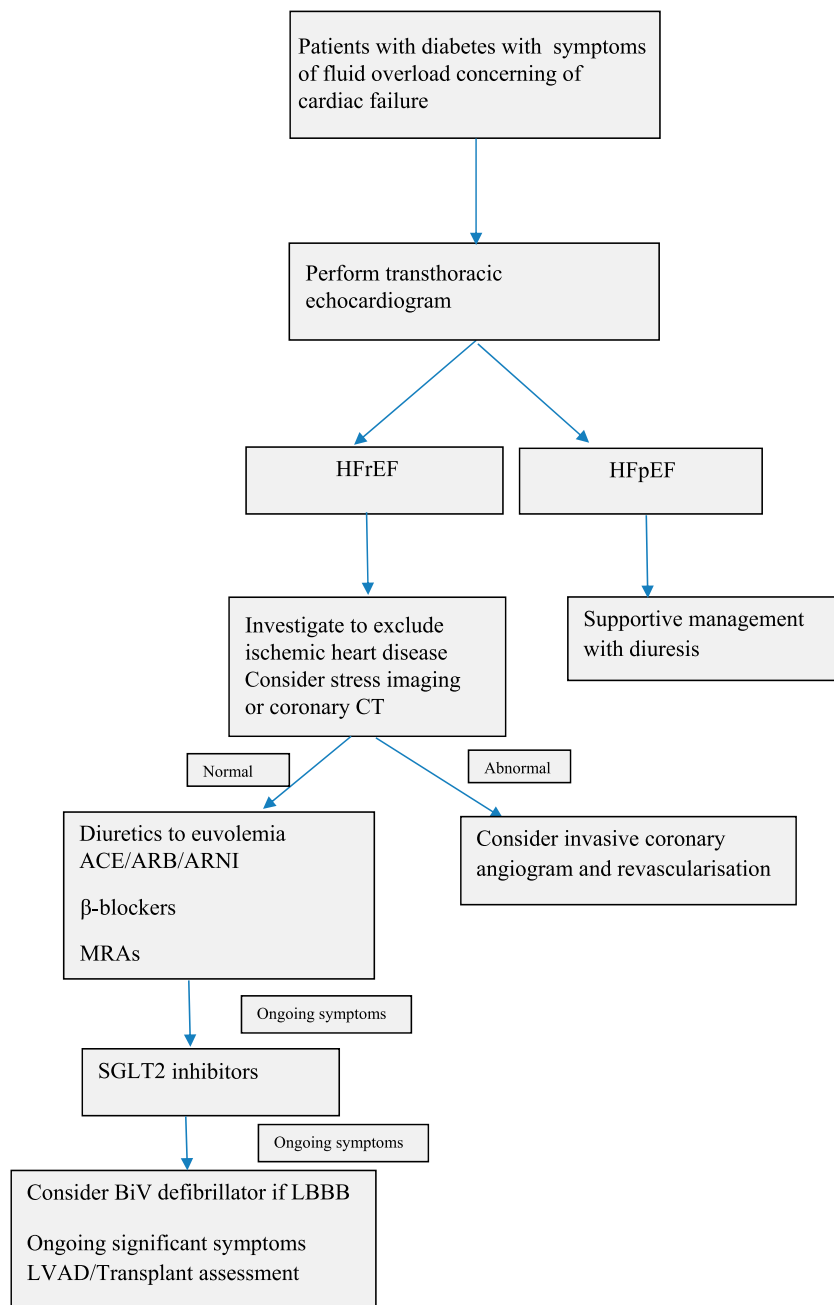 Patients with diabetes with symptoms
of fluid overload concerning of
cardiac failure
Perform transthoracic
echocardiogram
HFrEF
HFpEF
Investigate to exclude
ischemic heart disease
Consider stress imaging
or coronary CT
Supportive management
with diuresis
Normal
Abnormal
Diuretics to euvolemia
ACE/ARB/ARNI
β-blockers
MRAs
Consider invasive coronary
angiogram and revascularisation
Ongoing symptoms
SGLT2 inhibitors
Ongoing symptoms
Consider BiV defibrillator if LBBB
Ongoing significant symptoms
LVAD/Transplant assessment